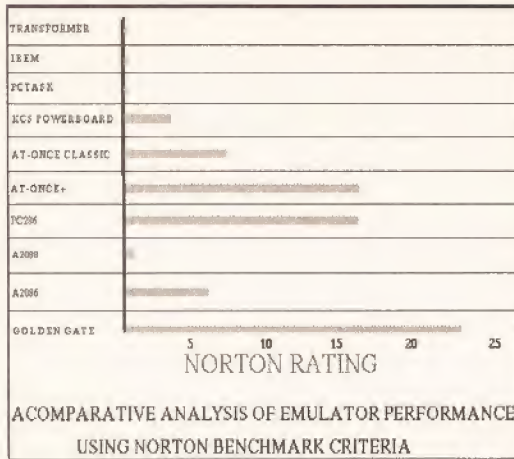 TRANSFORMER
IBEM
PCTASK
KCS POWERBOARD
AT-ONCE CLASSIC
AT-ONCE+
PC286
A2088
A2086
GOLDEN GATE
5 10 15 20 25
NORTON RATING
ACOMPARATIVE ANALYSIS OF EMULATOR PERFORMANCE
USING NORTON BENCHMARK CRITERIA